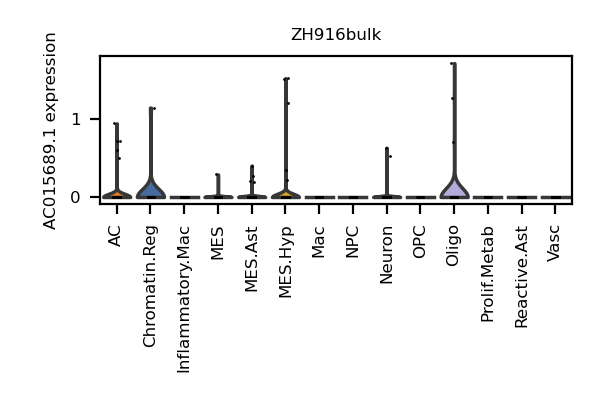 ZH916bulk
AC015689.1 expression
1
0
AC
Chromatin.Reg
Inflammatory.Mac
MES
MES.Ast
MES.Hyp
Mac
NPC
Neuron
OPC
Oligo
Prolif.Metab
Reactive.Ast
Vasc